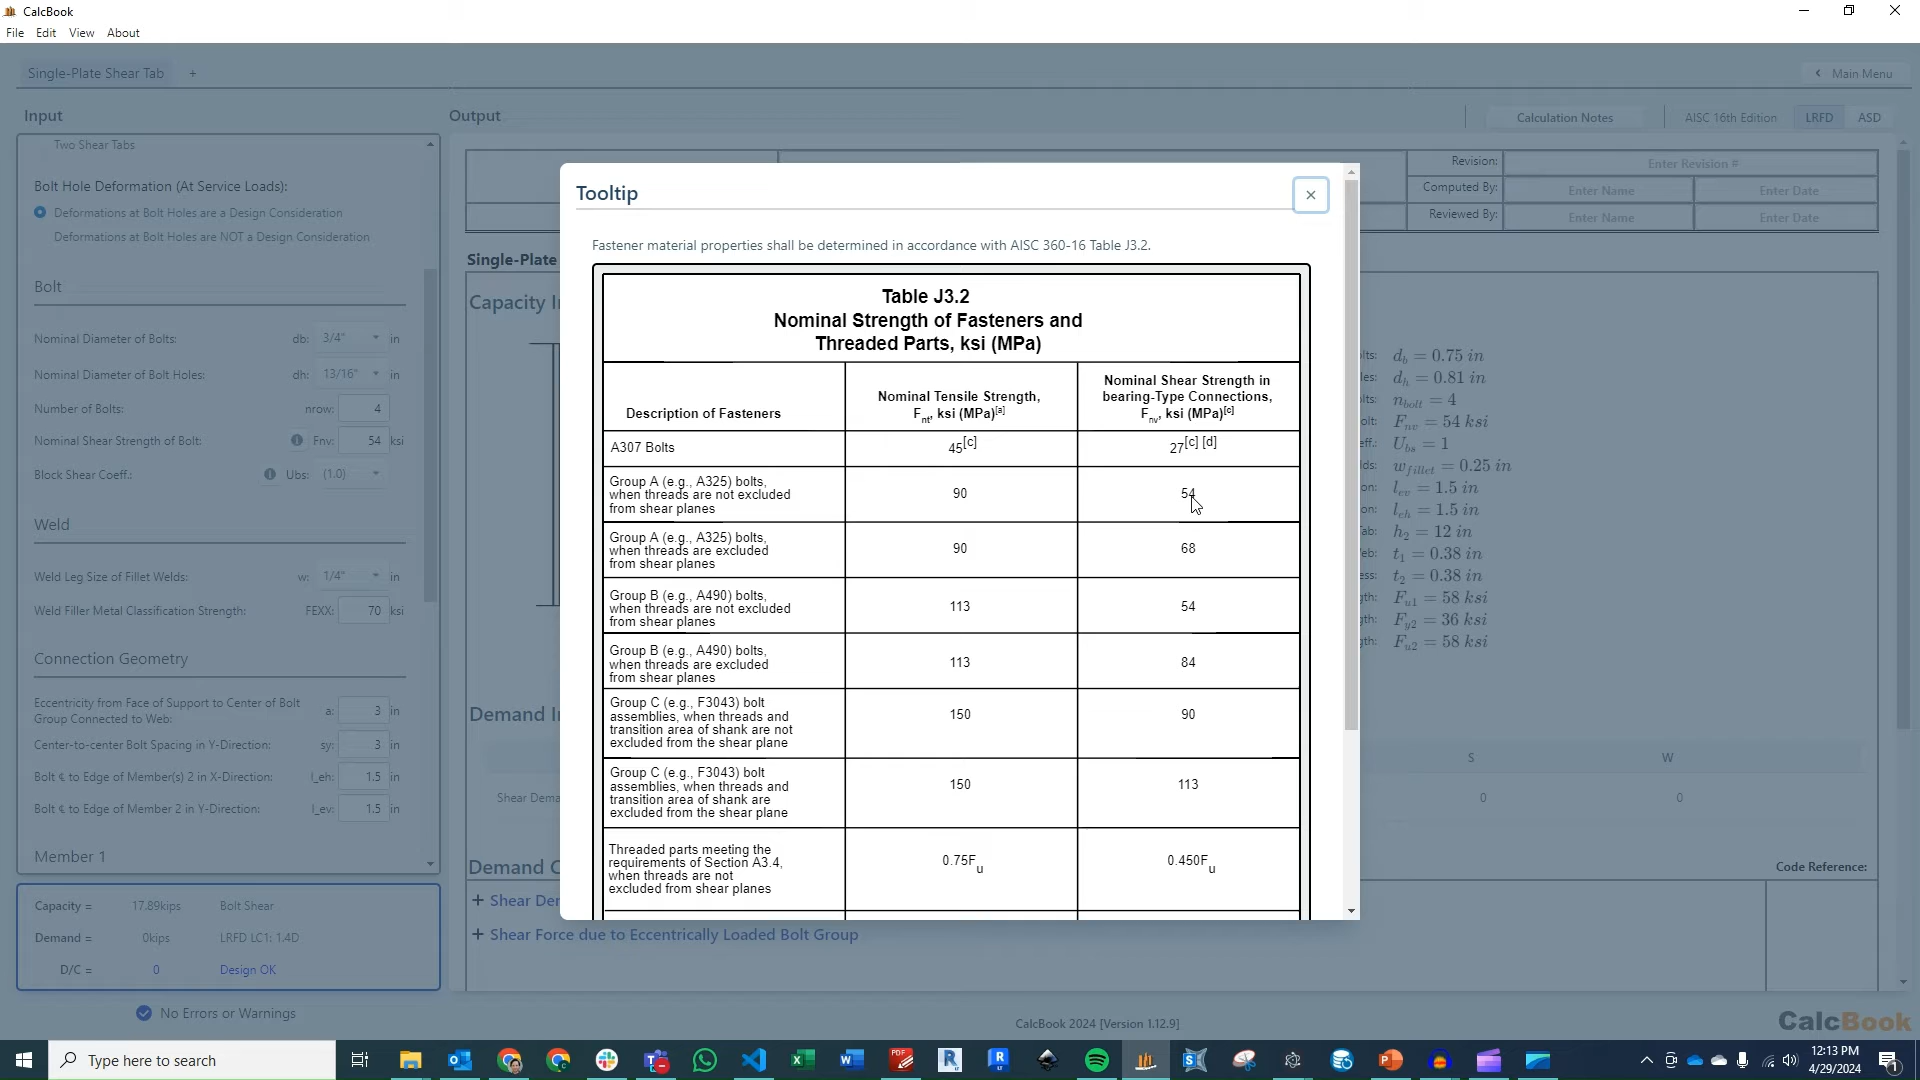 CalcBook
File Edit View About
Single-Plate Shear Tab +
Main Menu
Input
Output
Calculation Notes
AISC 16th Edition
LRFD
ASD
Two Shear Tabs
Bolt Hole Deformation (At Service Loads):
Deformations at Bolt Holes are a Design Consideration
Deformations at Bolt Holes are NOT a Design Consideration
Bolt
Nominal Diameter of Bolts: db: 3/4" in
Nominal Diameter of Bolt Holes: dh: 13/16" in
Number of Bolts: nrow: 4
Nominal Shear Strength of Bolt: Fnv: 54 ksi
Block Shear Coeff.: Ubs: (1.0)
Weld
Weld Leg Size of Fillet Welds: w: 1/4" in
Weld Filler Metal Classification Strength: FEXX: 70 ksi
Connection Geometry
Eccentricity from Face of Support to Center of Bolt
Group Connected to Web: a: 3 in
Center-to-center Bolt Spacing in Y-Direction: sy: 3 in
Bolt ℄ to Edge of Member(s) 2 in X-Direction: l_eh: 1.5 in
Bolt ℄ to Edge of Member 2 in Y-Direction: l_ev: 1.5 in
Member 1
Capacity = 17.89kips Bolt Shear
Demand = 0kips LRFD LC1: 1.4D
D/C = 0 Design OK
No Errors or Warnings
Revision: Enter Revision #
Computed By: Enter Name Enter Date
Reviewed By: Enter Name Enter Date
Single-Plate
Capacity I
Tooltip
×
Fastener material properties shall be determined in accordance with AISC 360-16 Table J3.2.
Table J3.2
Nominal Strength of Fasteners and
Threaded Parts, ksi (MPa)
Description of Fasteners
Nominal Tensile Strength,
Fnt, ksi (MPa)[a]
Nominal Shear Strength in
bearing-Type Connections,
Fnv, ksi (MPa)[c]
A307 Bolts 45[c] 27[c] [d]
Group A (e.g., A325) bolts,
when threads are not excluded
from shear planes
90 54
Group A (e.g., A325) bolts,
when threads are excluded
from shear planes
90 68
Group B (e.g., A490) bolts,
when threads are not excluded
from shear planes
113 54
Group B (e.g., A490) bolts,
when threads are excluded
from shear planes
113 84
Group C (e.g., F3043) bolt
assemblies, when threads and
transition area of shank are not
excluded from the shear plane
150 90
Group C (e.g., F3043) bolt
assemblies, when threads and
transition area of shank are
excluded from the shear plane
150 113
Threaded parts meeting the
requirements of Section A3.4,
when threads are not
excluded from shear planes
0.75Fu 0.450Fu
lts: db = 0.75 in
les: dh = 0.81 in
lts: nbolt = 4
olt: Fnv = 54 ksi
eff.: Ubs = 1
lds: wfillet = 0.25 in
on: lev = 1.5 in
on: leh = 1.5 in
ab: h2 = 12 in
eb: t1 = 0.38 in
ess: t2 = 0.38 in
gth: Fu1 = 58 ksi
gth: Fy2 = 36 ksi
gth: Fu2 = 58 ksi
Demand I
S W
Shear Dema 0 0
Demand C
Code Reference:
+ Shear De
+ Shear Force due to Eccentrically Loaded Bolt Group
CalcBook 2024 [Version 1.12.9]
CalcBook
Type here to search
12:13 PM
4/29/2024